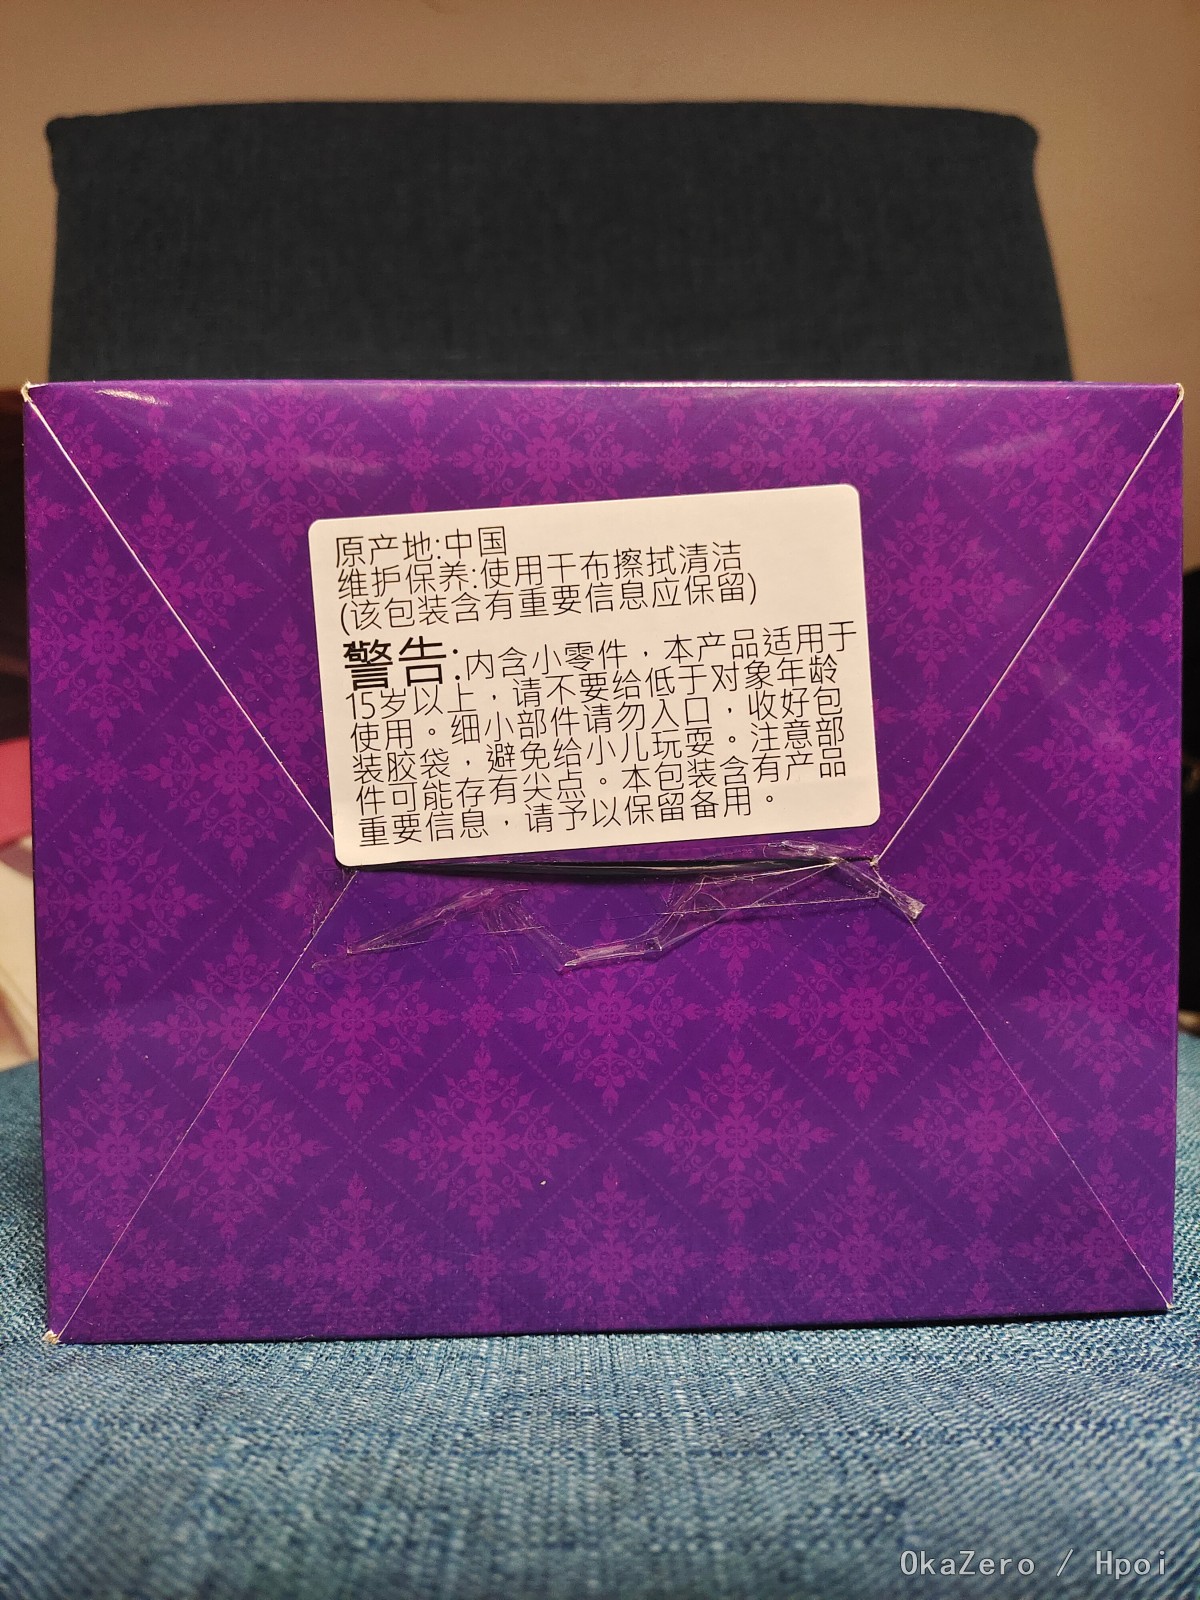 原产地:中国
维护保养:使用干布擦拭清洁
(该包装含有重要信息应保留)
警告:内含小零件，本产品适用于
15岁以上，请不要给低于对象年龄
使用。细小部件请勿入口，收好包
装胶袋，避免给小儿玩耍。注意部
件可能存有尖点。本包装含有产品
重要信息，请予以保留备用。
OkaZero / Hpoi